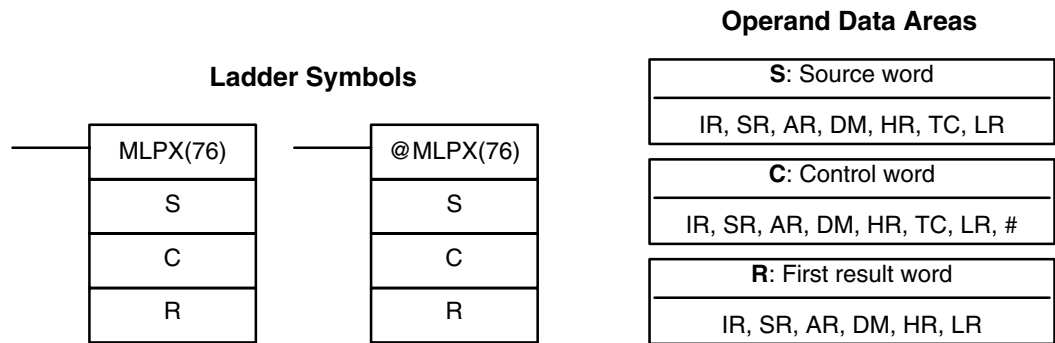 Ladder Symbols
MLPX(76)
S
C
R
@MLPX(76)
S
C
R
Operand Data Areas
S: Source word
IR, SR, AR, DM, HR, TC, LR
C: Control word
IR, SR, AR, DM, HR, TC, LR, #
R: First result word
IR, SR, AR, DM, HR, LR